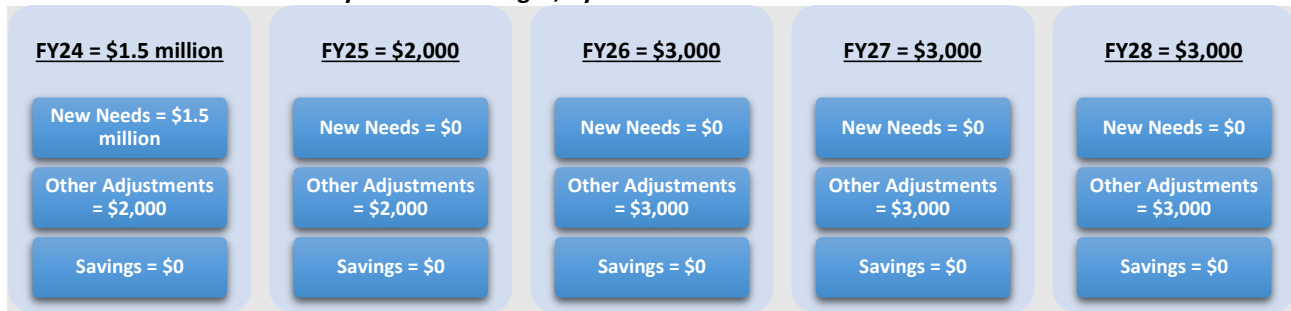 FY24 = $1.5 million
New Needs = $1.5
million
Other Adjustments
= $2,000
Savings = $0
FY25 = $2,000
New Needs = $0
Other Adjustments
= $2,000
Savings = $0
FY26 = $3,000
New Needs = $0
Other Adjustments
= $3,000
Savings = $0
FY27 = $3,000
New Needs = $0
Other Adjustments
= $3,000
Savings = $0
FY28 = $3,000
New Needs = $0
Other Adjustments
= $3,000
Savings = $0